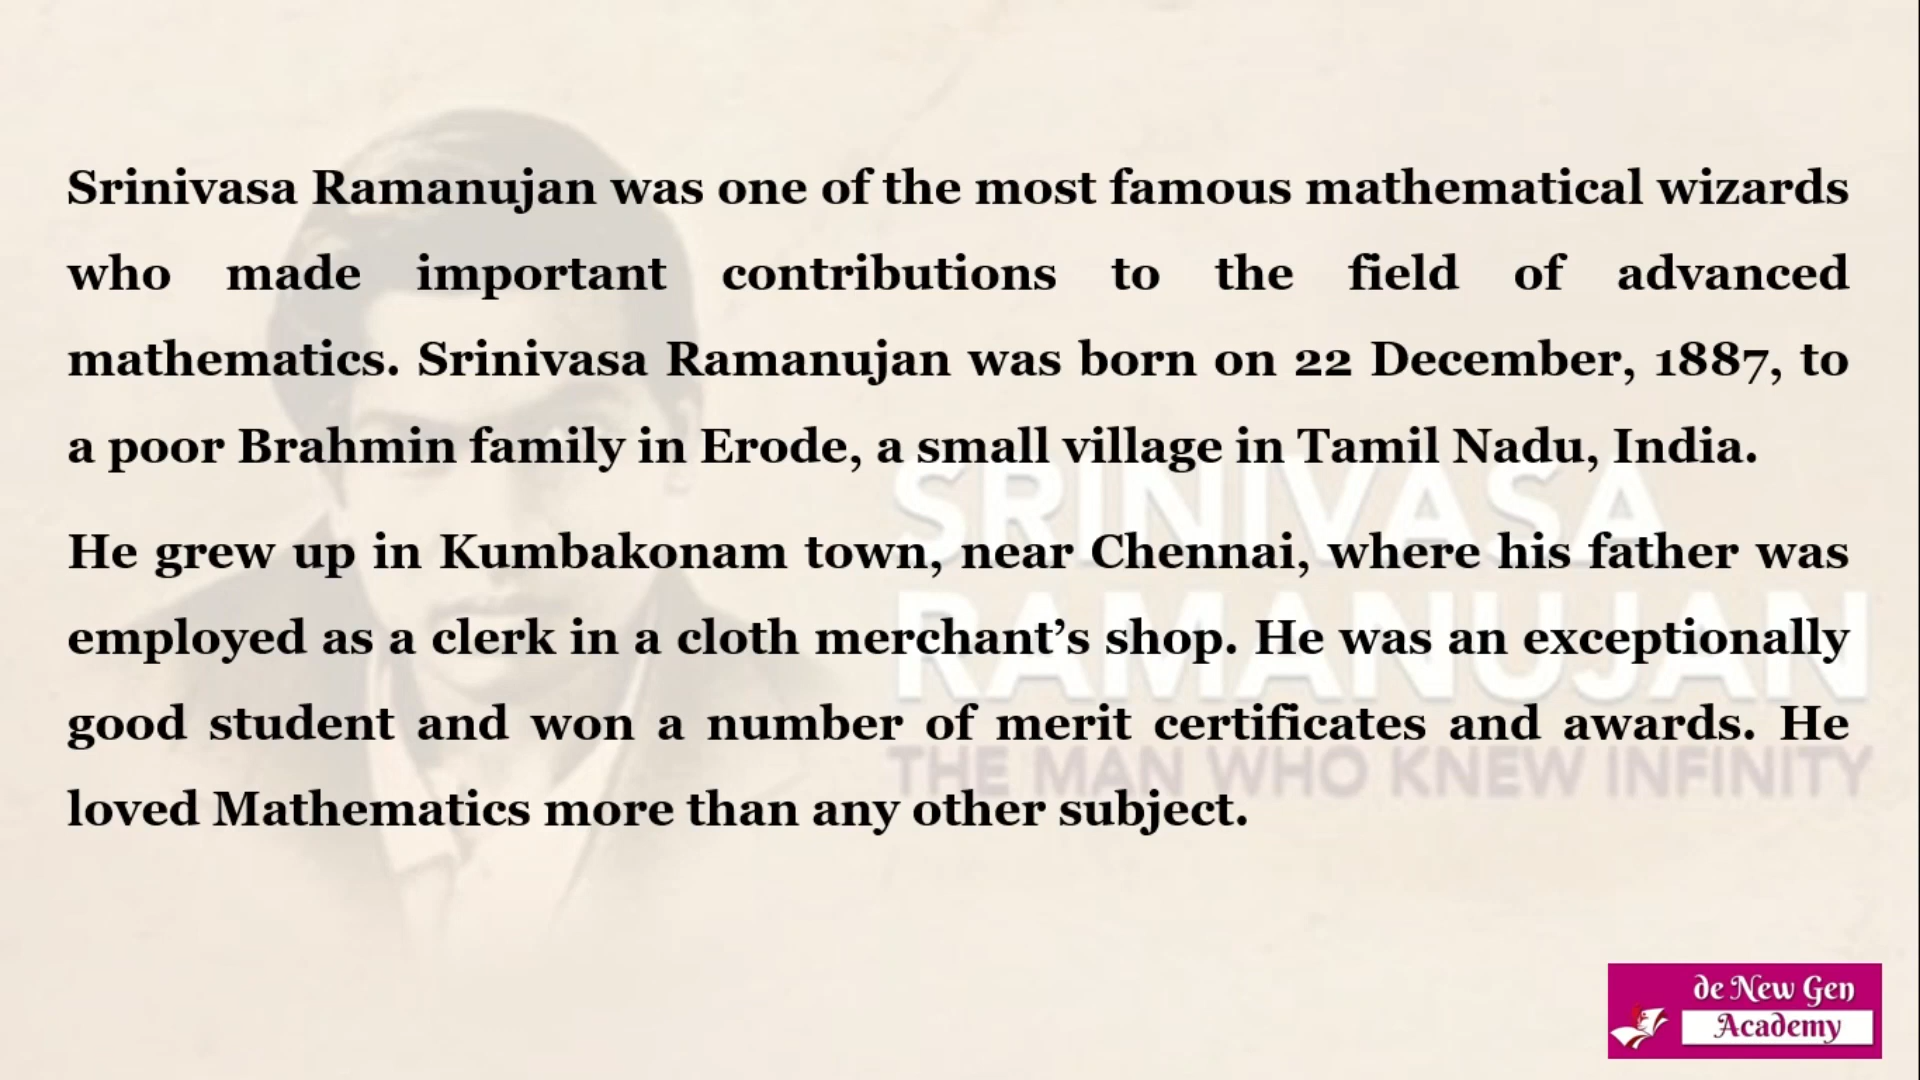 Srinivasa Ramanujan was one of the most famous mathematical wizards
who made important contributions to the field of advanced
mathematics. Srinivasa Ramanujan was born on 22 December, 1887, to
a poor Brahmin family in Erode, a small village in Tamil Nadu, India.
SRINIVASA
He grew up in Kumbakonam town, near Chennai, where his father was
employed as a clerk in a cloth merchant’s shop. He was an exceptionally
RAMANUJAN
good student and won a number of merit certificates and awards. He
THE MAN WHO KNEW INFINITY
loved Mathematics more than any other subject.
de New Gen
Academy